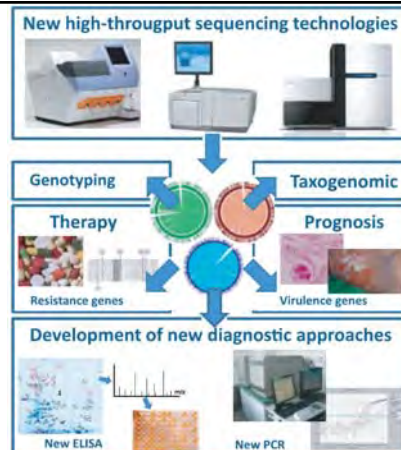 New high-througput sequencing technologies
Genotyping
Taxogenomic
Therapy
Prognosis
Resistance genes
Virulence genes
Development of new diagnostic approaches
m/z
New ELISA
New PCR